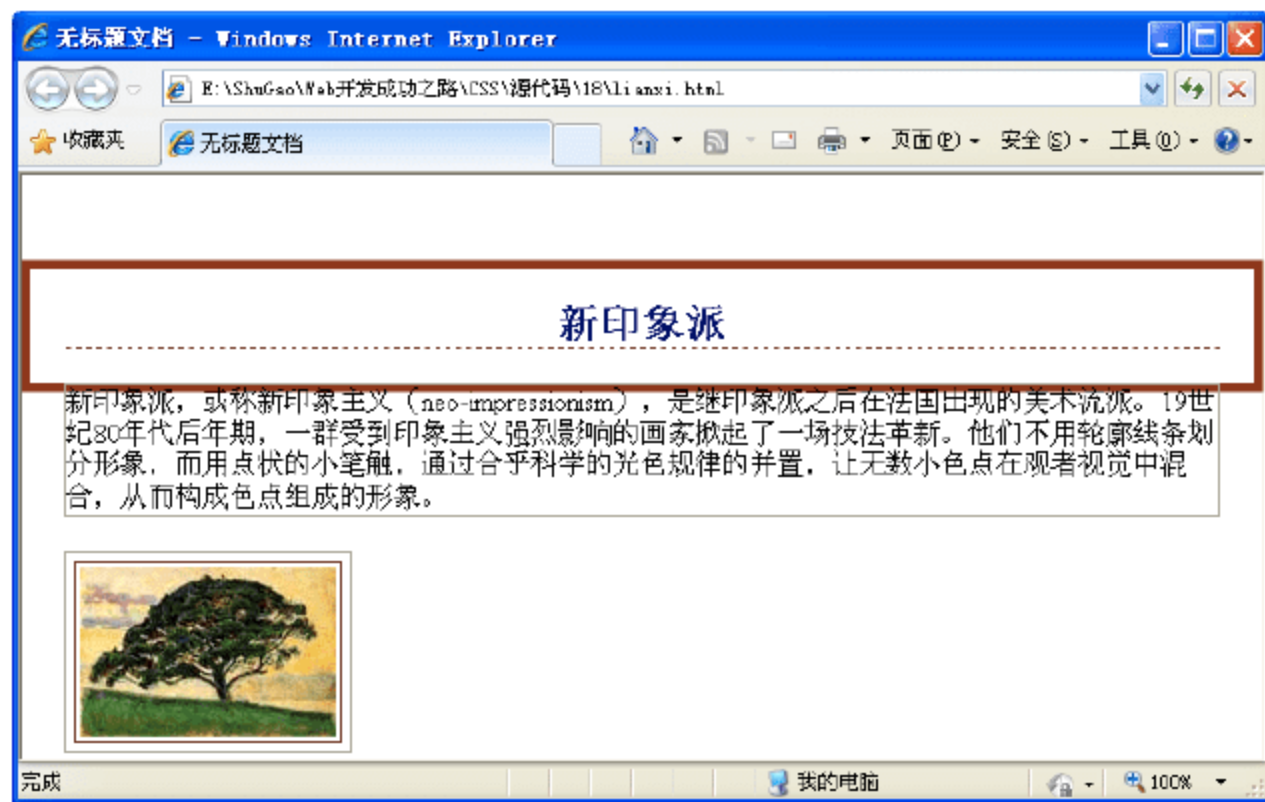 无标题文档 - Windows Internet Explorer
E:\ShuGao\Web开发成功之路\CSS\源代码\18\lianxi.html
收藏夹
无标题文档
页面(P)
安全(S)
工具(O)
新印象派
新印象派，或称新印象主义（neo-impressionism），是继印象派之后在法国出现的美术流派。19世
纪80年代后年期，一群受到印象主义强烈影响的画家掀起了一场技法革新。他们不用轮廓线条划
分形象，而用点状的小笔触，通过合乎科学的光色规律的并置，让无数小色点在观者视觉中混
合，从而构成色点组成的形象。
完成
我的电脑
100%